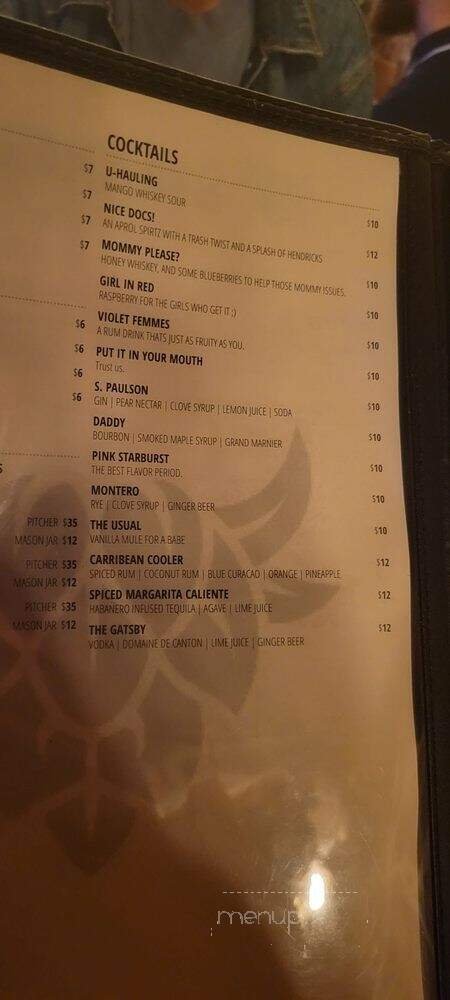 COCKTAILS
$7 U-HAULING
MANGO WHISKEY SOUR $10
$7 NICE DOCS!
AN APROL SPIRTZ WITH A TRASH TWIST AND A SPLASH OF HENDRICKS $12
$7 MOMMY PLEASE?
HONEY WHISKEY, AND SOME BLUEBERRIES TO HELP THOSE MOMMY ISSUES. $10
$7 GIRL IN RED
RASPBERRY FOR THE GIRLS WHO GET IT ;) $10
VIOLET FEMMES
A RUM DRINK THATS JUST AS FRUITY AS YOU. $10
$6 PUT IT IN YOUR MOUTH
Trust us. $10
$6 S. PAULSON
GIN | PEAR NECTAR | CLOVE SYRUP | LEMON JUICE | SODA $10
$6 DADDY
BOURBON | SMOKED MAPLE SYRUP | GRAND MARNIER $10
$6 PINK STARBURST
THE BEST FLAVOR PERIOD. $10
S MONTERO
RYE | CLOVE SYRUP | GINGER BEER $10
PITCHER $35 THE USUAL
MASON JAR $12 VANILLA MULE FOR A BABE $10
PITCHER $35 CARRIBEAN COOLER
MASON JAR $12 SPICED RUM | COCONUT RUM | BLUE CURACAO | ORANGE | PINEAPPLE $12
PITCHER $35 SPICED MARGARITA CALIENTE
MASON JAR $12 HABANERO INFUSED TEQUILA | AGAVE | LIME JUICE $12
THE GATSBY
VODKA | DOMAINE DE CANTON | LIME JUICE | GINGER BEER $12
menup